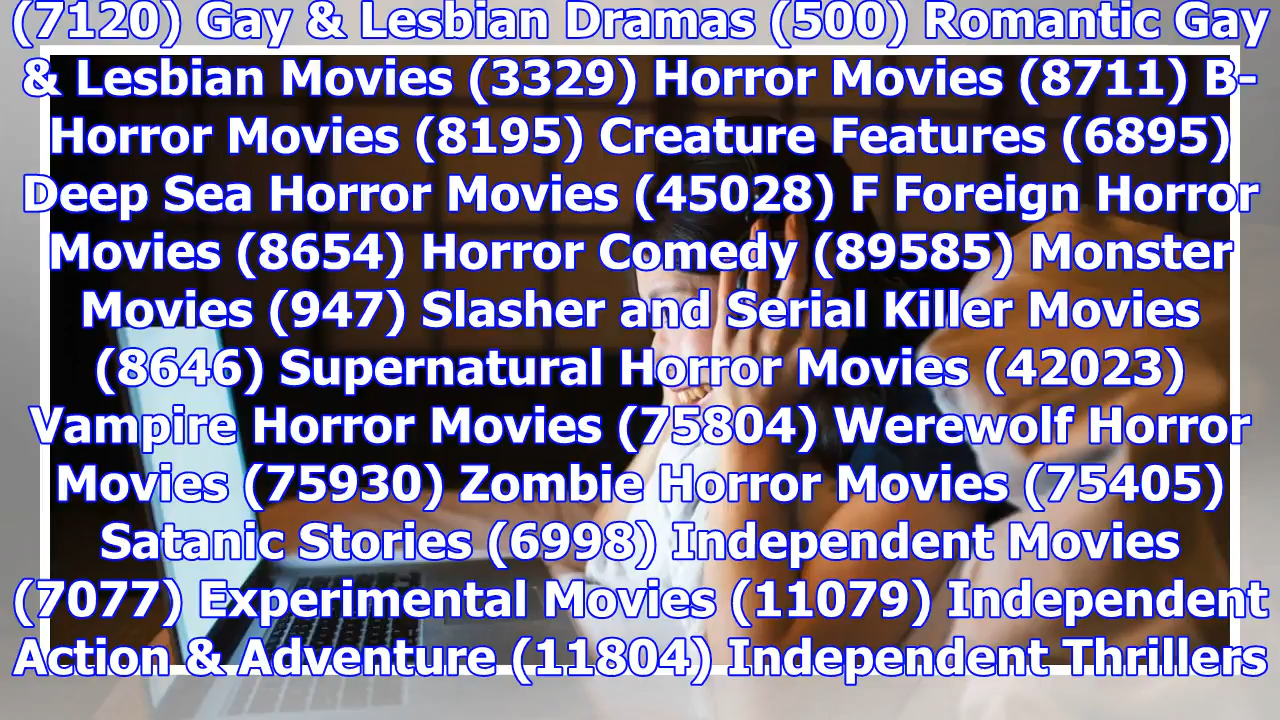 (7120) Gay & Lesbian Dramas (500) Romantic Gay
& Lesbian Movies (3329) Horror Movies (8711) B-
Horror Movies (8195) Creature Features (6895)
Deep Sea Horror Movies (45028) F Foreign Horror
Movies (8654) Horror Comedy (89585) Monster
Movies (947) Slasher and Serial Killer Movies
(8646) Supernatural Horror Movies (42023)
Vampire Horror Movies (75804) Werewolf Horror
Movies (75930) Zombie Horror Movies (75405)
Satanic Stories (6998) Independent Movies
(7077) Experimental Movies (11079) Independent
Action & Adventure (11804) Independent Thrillers